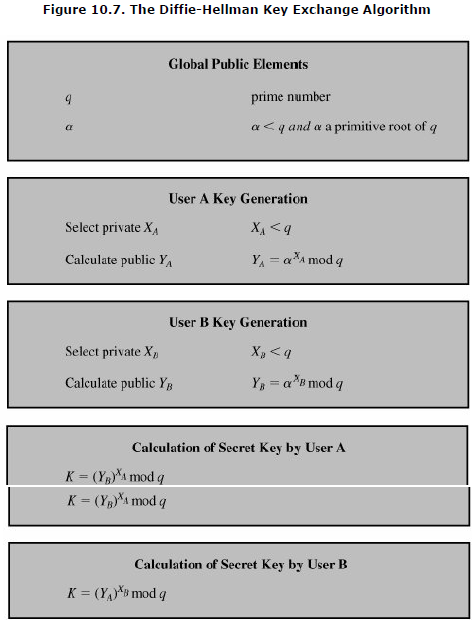 Figure 10.7. The Diffie-Hellman Key Exchange Algorithm
Global Public Elements
q prime number
α α < q and α a primitive root of q
User A Key Generation
Select private X_A X_A < q
Calculate public Y_A Y_A = α^{X_A} mod q
User B Key Generation
Select private X_B X_B < q
Calculate public Y_B Y_B = α^{X_B} mod q
Calculation of Secret Key by User A
K = (Y_B)^{X_A} mod q
K = (Y_B)^{X_A} mod q
Calculation of Secret Key by User B
K = (Y_A)^{X_B} mod q